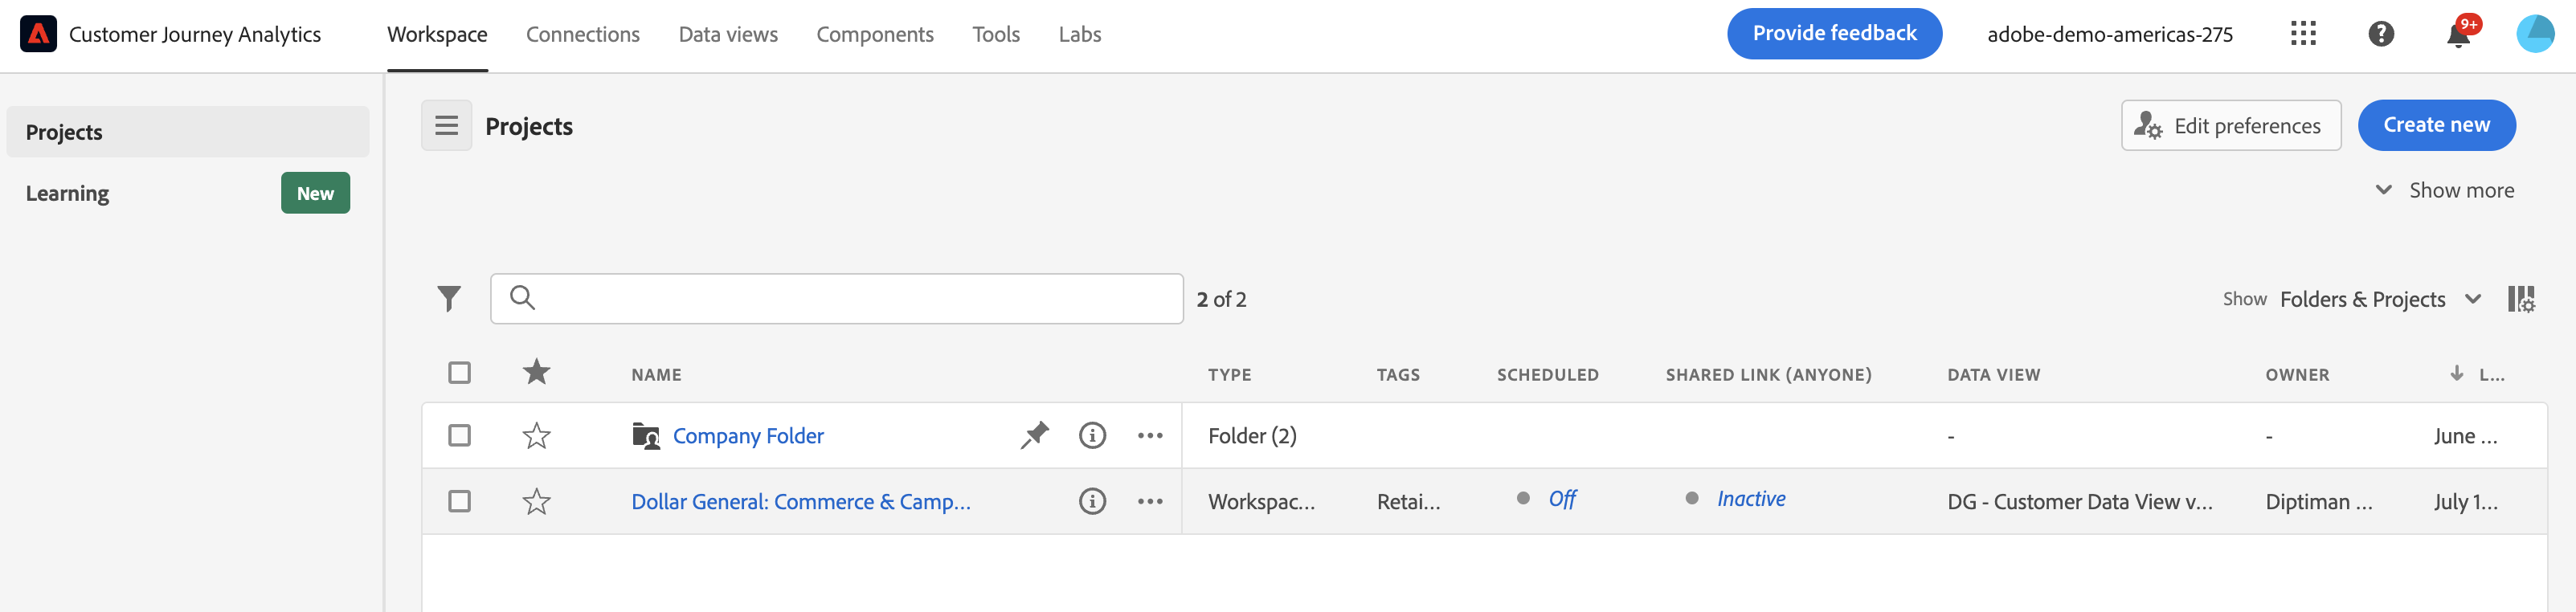 Customer Journey Analytics Workspace Connections Data views Components Tools Labs Provide feedback adobe-demo-americas-275 9+
Projects
Learning New
Projects Edit preferences Create new
Show more
2 of 2 Show Folders & Projects
NAME TYPE TAGS SCHEDULED SHARED LINK (ANYONE) DATA VIEW OWNER L...
Company Folder Folder (2) - - June ...
Dollar General: Commerce & Camp... Workspac... Retai... Off Inactive DG - Customer Data View v... Diptiman ... July 1...